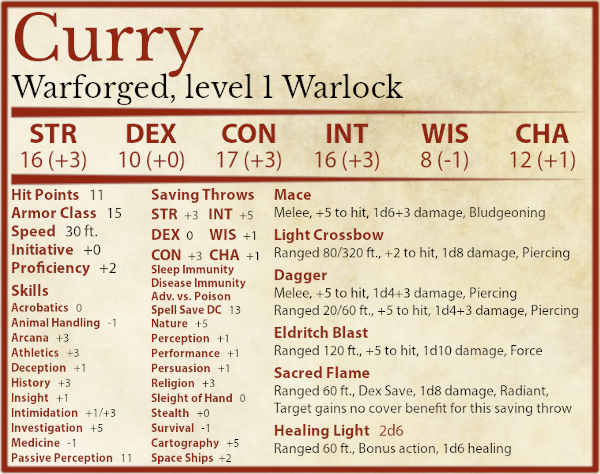 Curry
Warforged, level 1 Warlock
STR DEX CON INT WIS CHA
16 (+3) 10 (+0) 17 (+3) 16 (+3) 8 (-1) 12 (+1)
Hit Points 11
Armor Class 15
Speed 30 ft.
Initiative +0
Proficiency +2
Skills
Acrobatics 0
Animal Handling -1
Arcana +3
Athletics +3
Deception +1
History +3
Insight +1
Intimidation +1/+3
Investigation +5
Medicine -1
Passive Perception 11
Saving Throws
STR +3 INT +5
DEX 0 WIS +1
CON +3 CHA +1
Sleep Immunity
Disease Immunity
Adv. vs. Poison
Spell Save DC 13
Nature +5
Perception +1
Performance +1
Persuasion +1
Religion +3
Sleight of Hand 0
Stealth +0
Survival -1
Cartography +5
Space Ships +2
Mace
Melee, +5 to hit, 1d6+3 damage, Bludgeoning
Light Crossbow
Ranged 80/320 ft., +2 to hit, 1d8 damage, Piercing
Dagger
Melee, +5 to hit, 1d4+3 damage, Piercing
Ranged 20/60 ft., +5 to hit, 1d4+3 damage, Piercing
Eldritch Blast
Ranged 120 ft., +5 to hit, 1d10 damage, Force
Sacred Flame
Ranged 60 ft., Dex Save, 1d8 damage, Radiant,
Target gains no cover benefit for this saving throw
Healing Light 2d6
Ranged 60 ft., Bonus action, 1d6 healing